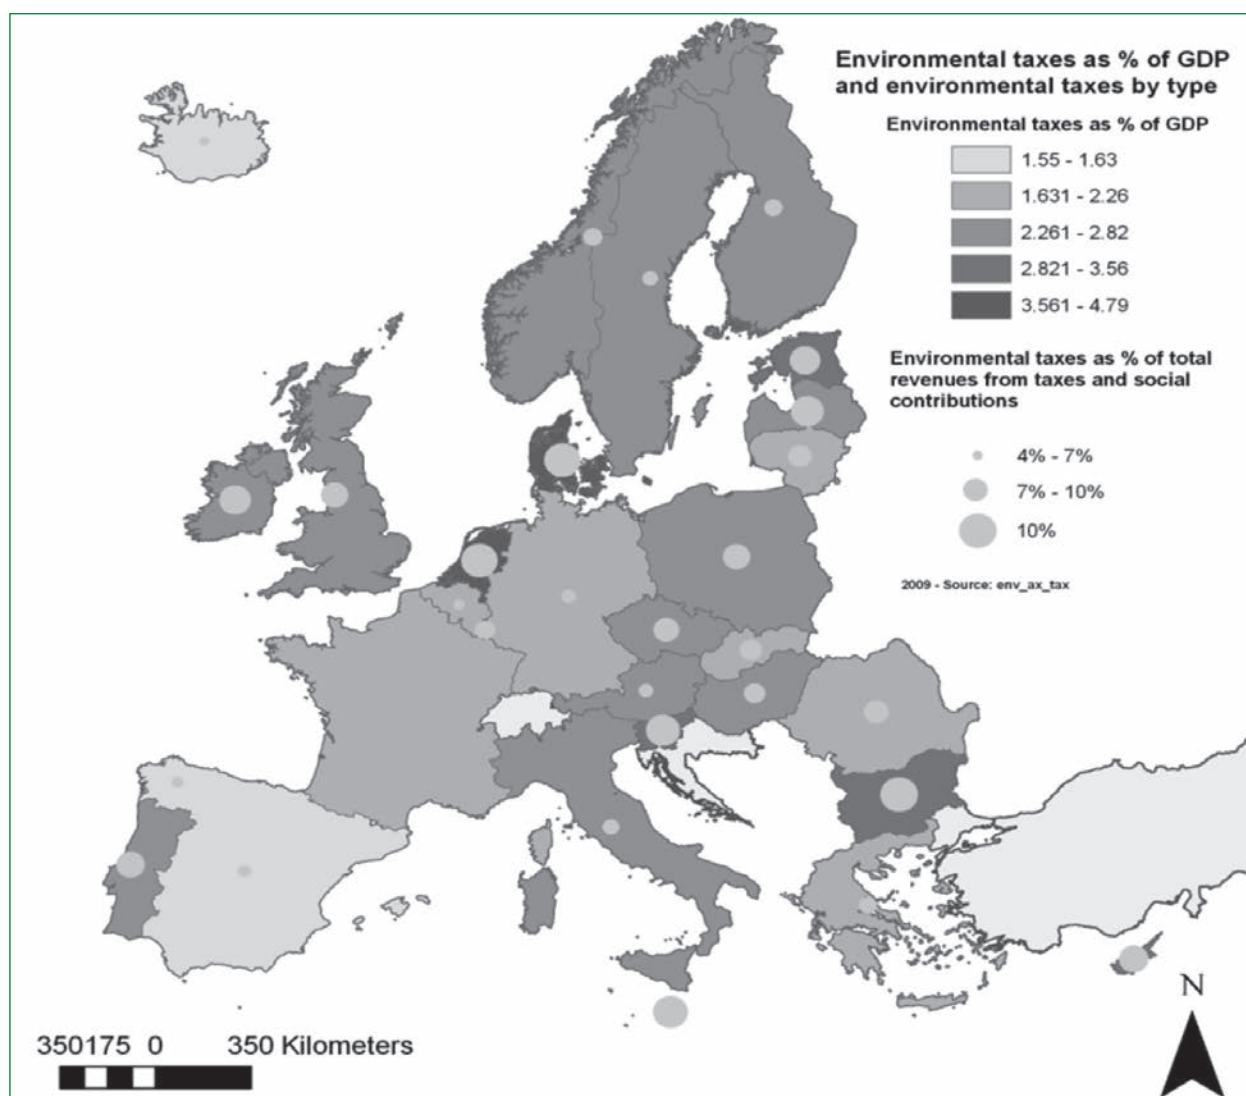 Environmental taxes as % of GDP
and environmental taxes by type
Environmental taxes as % of GDP
1.55 - 1.63
1.631 - 2.26
2.261 - 2.82
2.821 - 3.56
3.561 - 4.79
Environmental taxes as % of total
revenues from taxes and social
contributions
4% - 7%
7% - 10%
10%
2009 - Source: env_ax_tax
N
350175 0 350 Kilometers